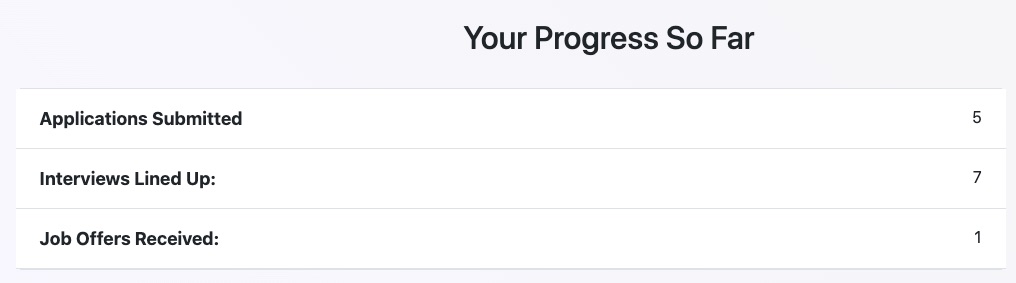 Your Progress So Far
Applications Submitted 5
Interviews Lined Up: 7
Job Offers Received: 1